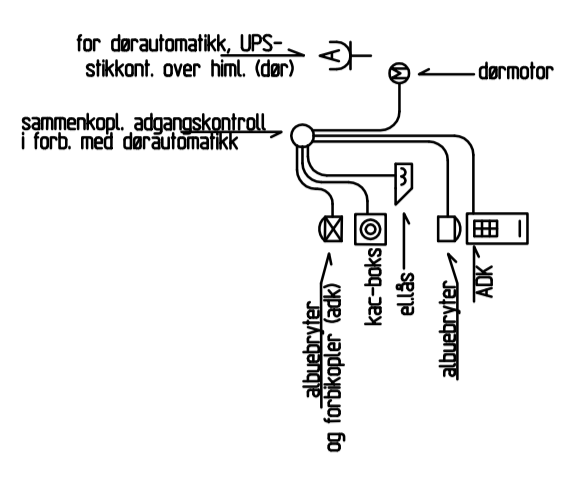 for dørautomatikk, UPS-
stikkont. over himl. (dør)
A
M
dørmotor
sammenkopl. adgangskontroll
i forb. med dørautomatikk
albuebryter
og forbikopler (adk)
kac-boks
el.lås
albuebryter
ADK